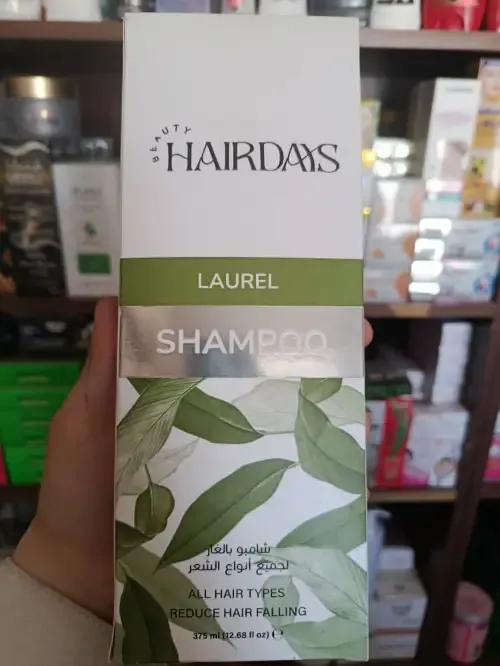 BEAUTY
HAIRDAYS
LAUREL
SHAMPOO
شامبو بالغار
لجميع أنواع الشعر
ALL HAIR TYPES
REDUCE HAIR FALLING
375 ml (12.68 fl oz) ℮